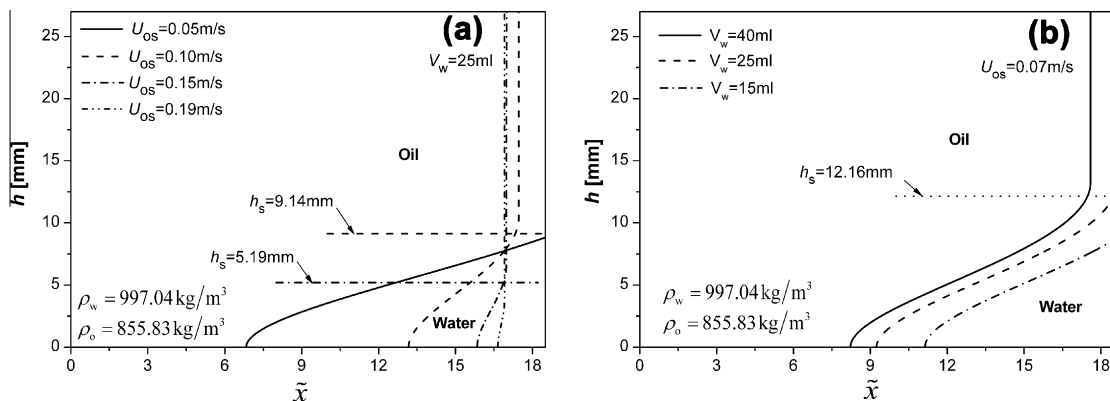 (a)
U_os=0.05m/s
U_os=0.10m/s
U_os=0.15m/s
U_os=0.19m/s
V_w=25ml
Oil
h_s=9.14mm
h_s=5.19mm
ρ_w = 997.04 kg/m³
ρ_o = 855.83 kg/m³
Water
h [mm]
25
20
15
10
5
0
0 3 6 9 12 15 18
x̃
(b)
V_w=40ml
V_w=25ml
V_w=15ml
U_os=0.07m/s
Oil
h_s=12.16mm
ρ_w = 997.04 kg/m³
ρ_o = 855.83 kg/m³
Water
h [mm]
25
20
15
10
5
0
0 3 6 9 12 15 18
x̃